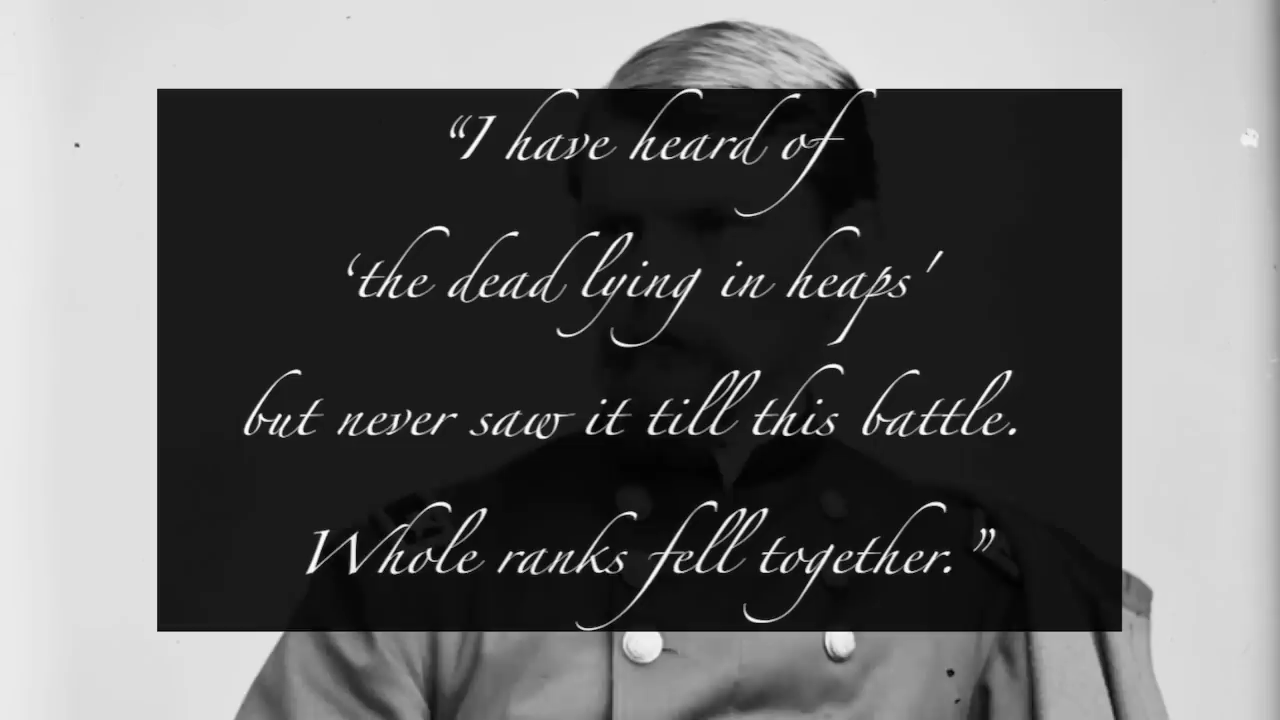 “I have heard of
‘the dead lying in heaps'
but never saw it till this battle.
Whole ranks fell together.”